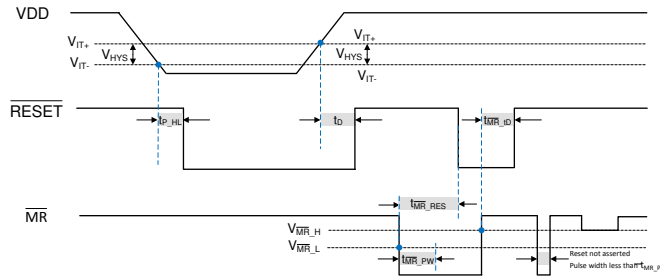 VDD
VIT+
VHYS
VIT-
VIT+
VHYS
VIT-
RESET
tP_HL
tD
tMR_tD
tMR_RES
MR
VMR_H
VMR_L
tMR_PW
Reset not asserted
Pulse width less than tMR_P